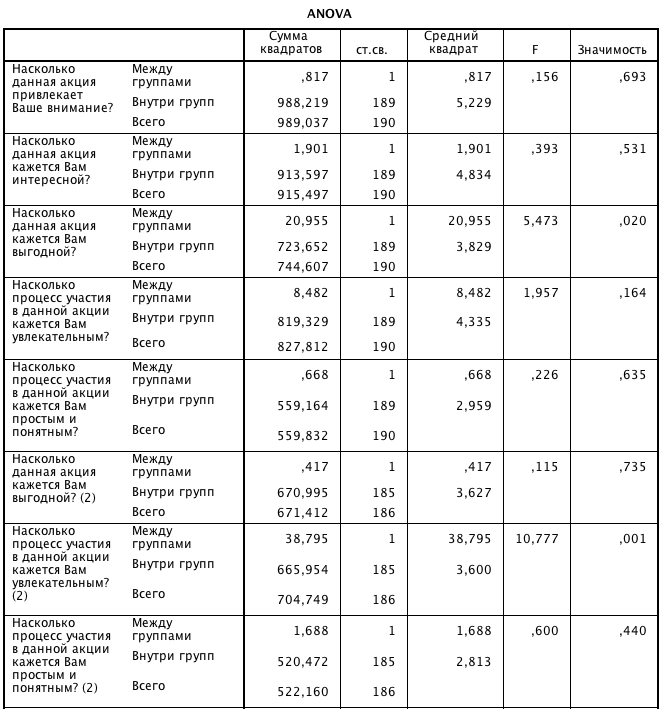 ANOVA
Сумма квадратов ст.св. Средний квадрат F Значимость
Насколько данная акция привлекает Ваше внимание?
Между группами ,817 1 ,817 ,156 ,693
Внутри групп 988,219 189 5,229
Всего 989,037 190
Насколько данная акция кажется Вам интересной?
Между группами 1,901 1 1,901 ,393 ,531
Внутри групп 913,597 189 4,834
Всего 915,497 190
Насколько данная акция кажется Вам выгодной?
Между группами 20,955 1 20,955 5,473 ,020
Внутри групп 723,652 189 3,829
Всего 744,607 190
Насколько процесс участия в данной акции кажется Вам увлекательным?
Между группами 8,482 1 8,482 1,957 ,164
Внутри групп 819,329 189 4,335
Всего 827,812 190
Насколько процесс участия в данной акции кажется Вам простым и понятным?
Между группами ,668 1 ,668 ,226 ,635
Внутри групп 559,164 189 2,959
Всего 559,832 190
Насколько данная акция кажется Вам выгодной? (2)
Между группами ,417 1 ,417 ,115 ,735
Внутри групп 670,995 185 3,627
Всего 671,412 186
Насколько процесс участия в данной акции кажется Вам увлекательным? (2)
Между группами 38,795 1 38,795 10,777 ,001
Внутри групп 665,954 185 3,600
Всего 704,749 186
Насколько процесс участия в данной акции кажется Вам простым и понятным? (2)
Между группами 1,688 1 1,688 ,600 ,440
Внутри групп 520,472 185 2,813
Всего 522,160 186